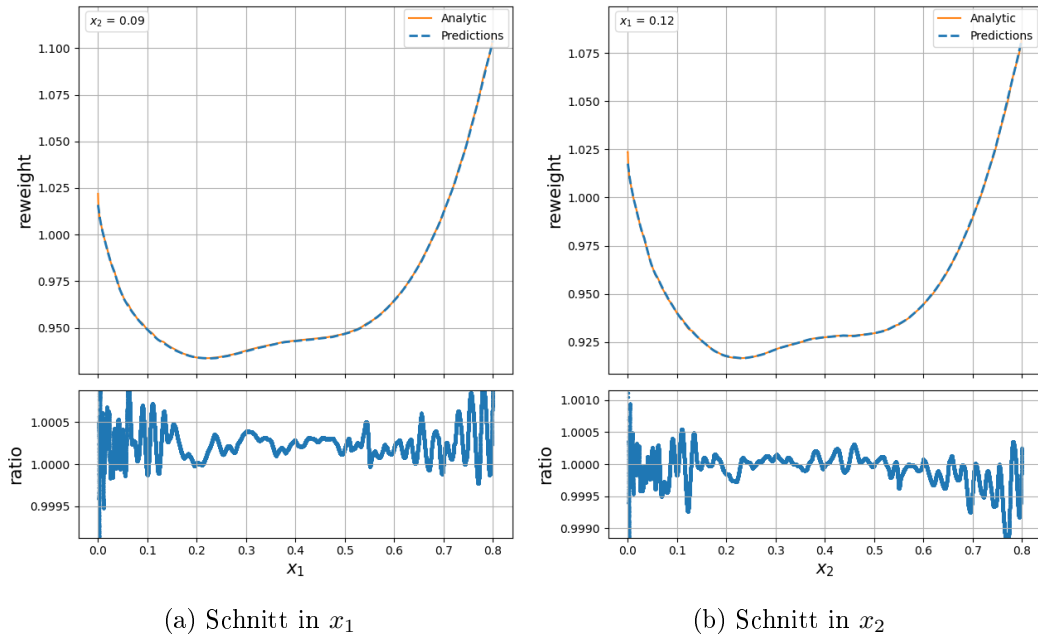 x₂ = 0.09
Analytic
Predictions
reweight
1.100
1.075
1.050
1.025
1.000
0.975
0.950
ratio
1.0005
1.0000
0.9995
0.0 0.1 0.2 0.3 0.4 0.5 0.6 0.7 0.8
x₁
(a) Schnitt in x₁
x₁ = 0.12
Analytic
Predictions
reweight
1.075
1.050
1.025
1.000
0.975
0.950
0.925
ratio
1.0010
1.0005
1.0000
0.9995
0.9990
0.0 0.1 0.2 0.3 0.4 0.5 0.6 0.7 0.8
x₂
(b) Schnitt in x₂